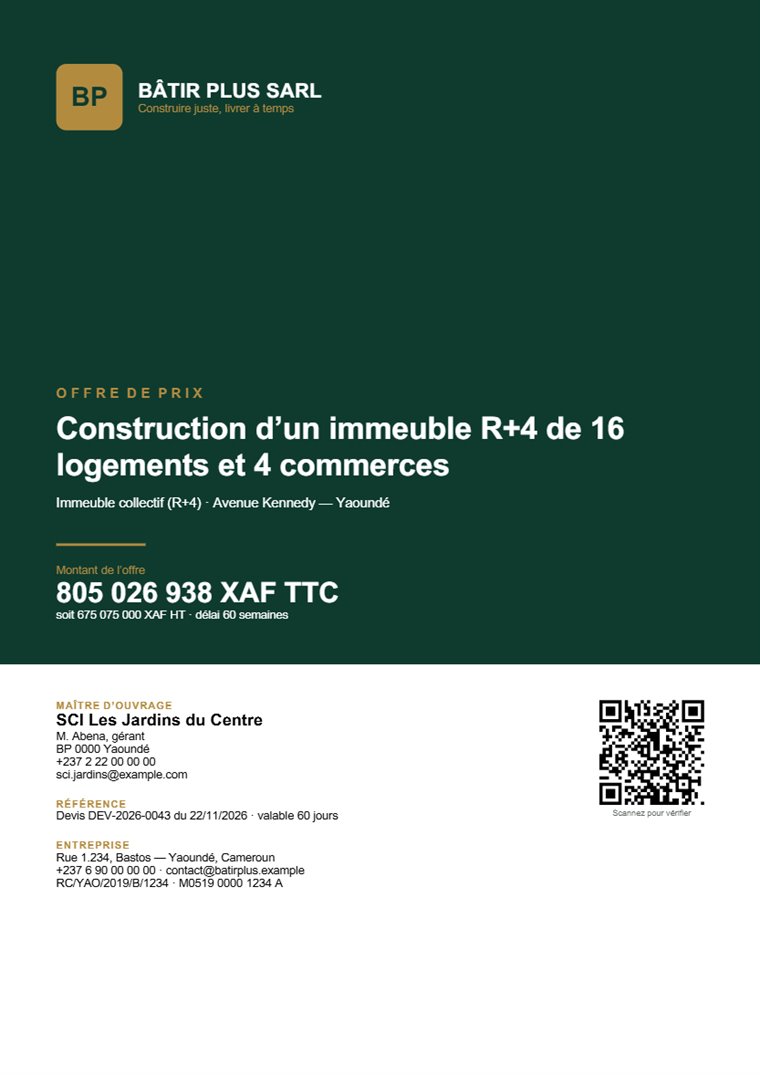 BP
BÂTIR PLUS SARL
Construire juste, livrer à temps
OFFRE DE PRIX
Construction d’un immeuble R+4 de 16
logements et 4 commerces
Immeuble collectif (R+4) · Avenue Kennedy — Yaoundé
Montant de l’offre
805 026 938 XAF TTC
soit 675 075 000 XAF HT · délai 60 semaines
MAÎTRE D’OUVRAGE
SCI Les Jardins du Centre
M. Abena, gérant
BP 0000 Yaoundé
+237 2 22 00 00 00
sci.jardins@example.com
RÉFÉRENCE
Devis DEV-2026-0043 du 22/11/2026 · valable 60 jours
ENTREPRISE
Rue 1.234, Bastos — Yaoundé, Cameroun
+237 6 90 00 00 00 · contact@batirplus.example
RC/YAO/2019/B/1234 · M0519 0000 1234 A
Scannez pour vérifier